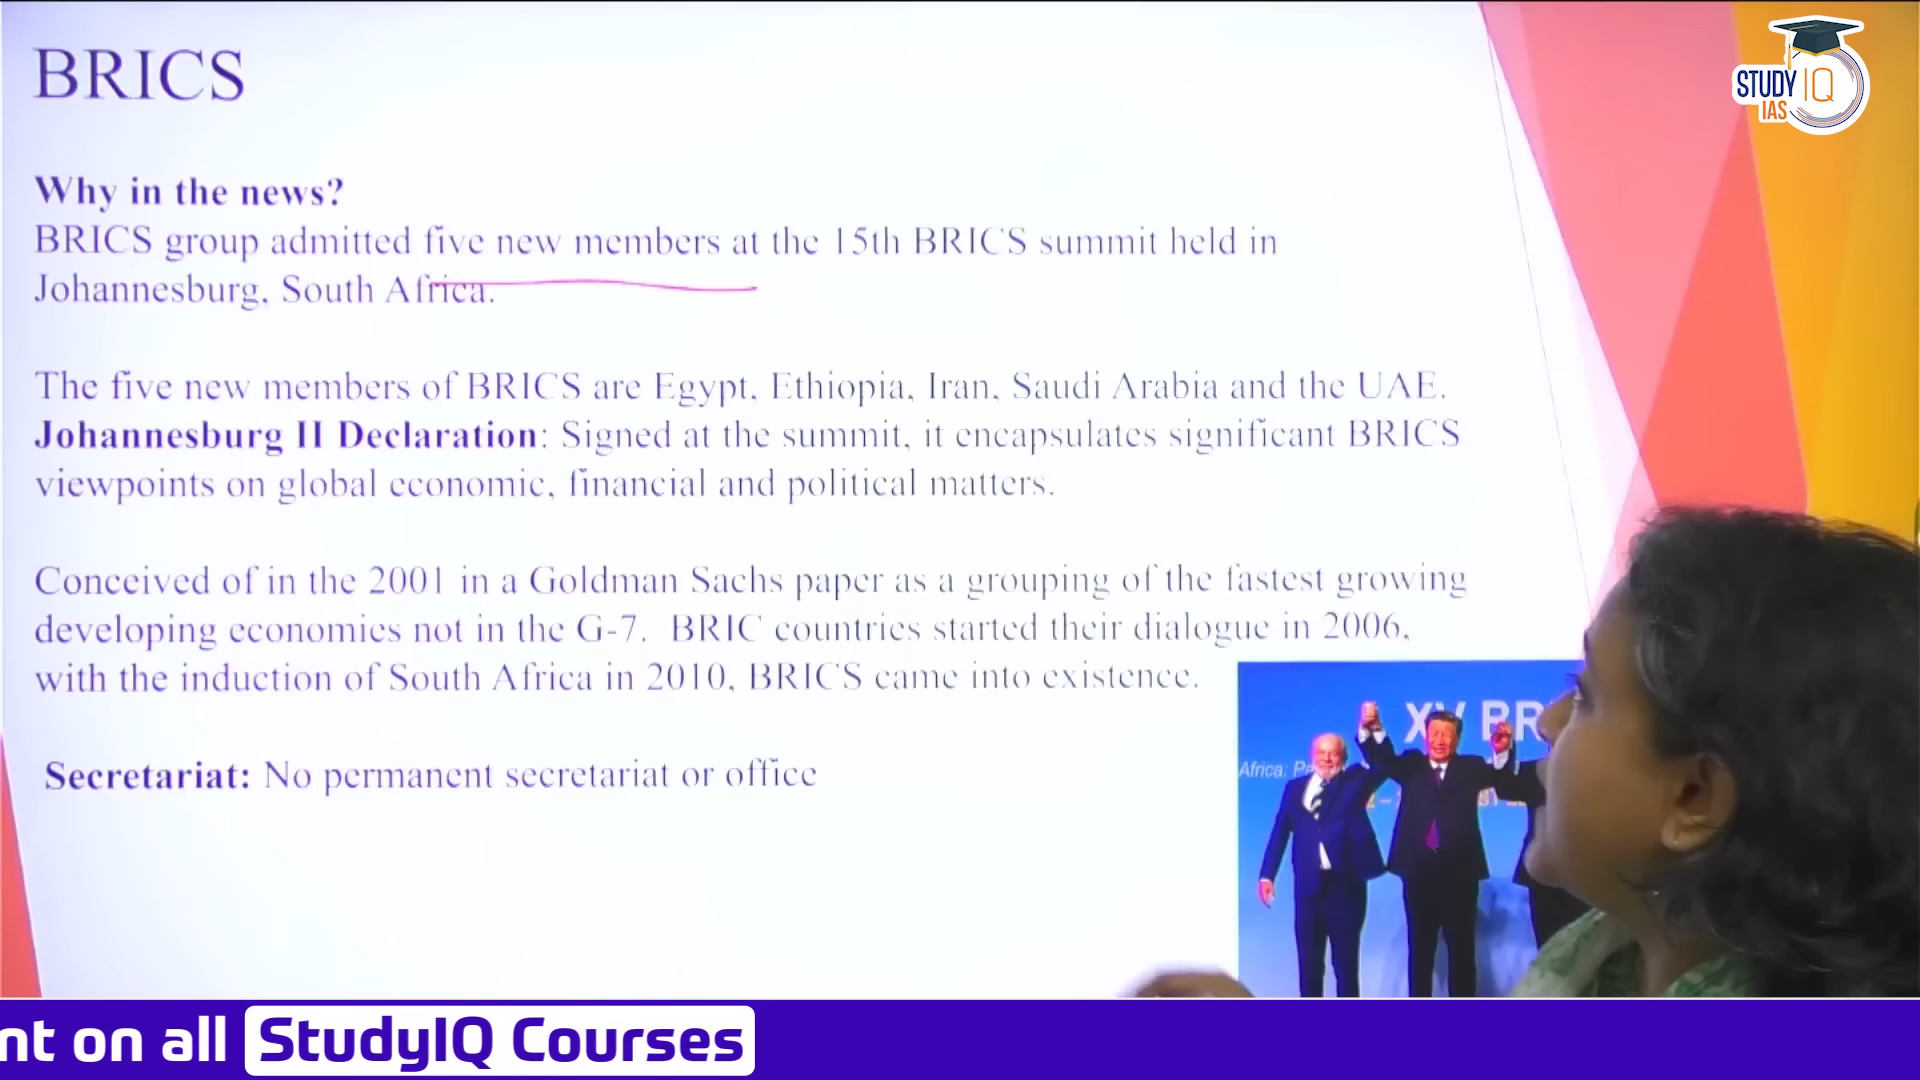 BRICS
STUDY IQ
IAS
Why in the news?
BRICS group admitted five new members at the 15th BRICS summit held in
Johannesburg, South Africa.
The five new members of BRICS are Egypt, Ethiopia, Iran, Saudi Arabia and the UAE.
Johannesburg II Declaration: Signed at the summit, it encapsulates significant BRICS
viewpoints on global economic, financial and political matters.
Conceived of in the 2001 in a Goldman Sachs paper as a grouping of the fastest growing
developing economies not in the G-7. BRIC countries started their dialogue in 2006,
with the induction of South Africa in 2010, BRICS came into existence.
XV BR
Africa:
Secretariat: No permanent secretariat or office
nt on all StudyIQ Courses